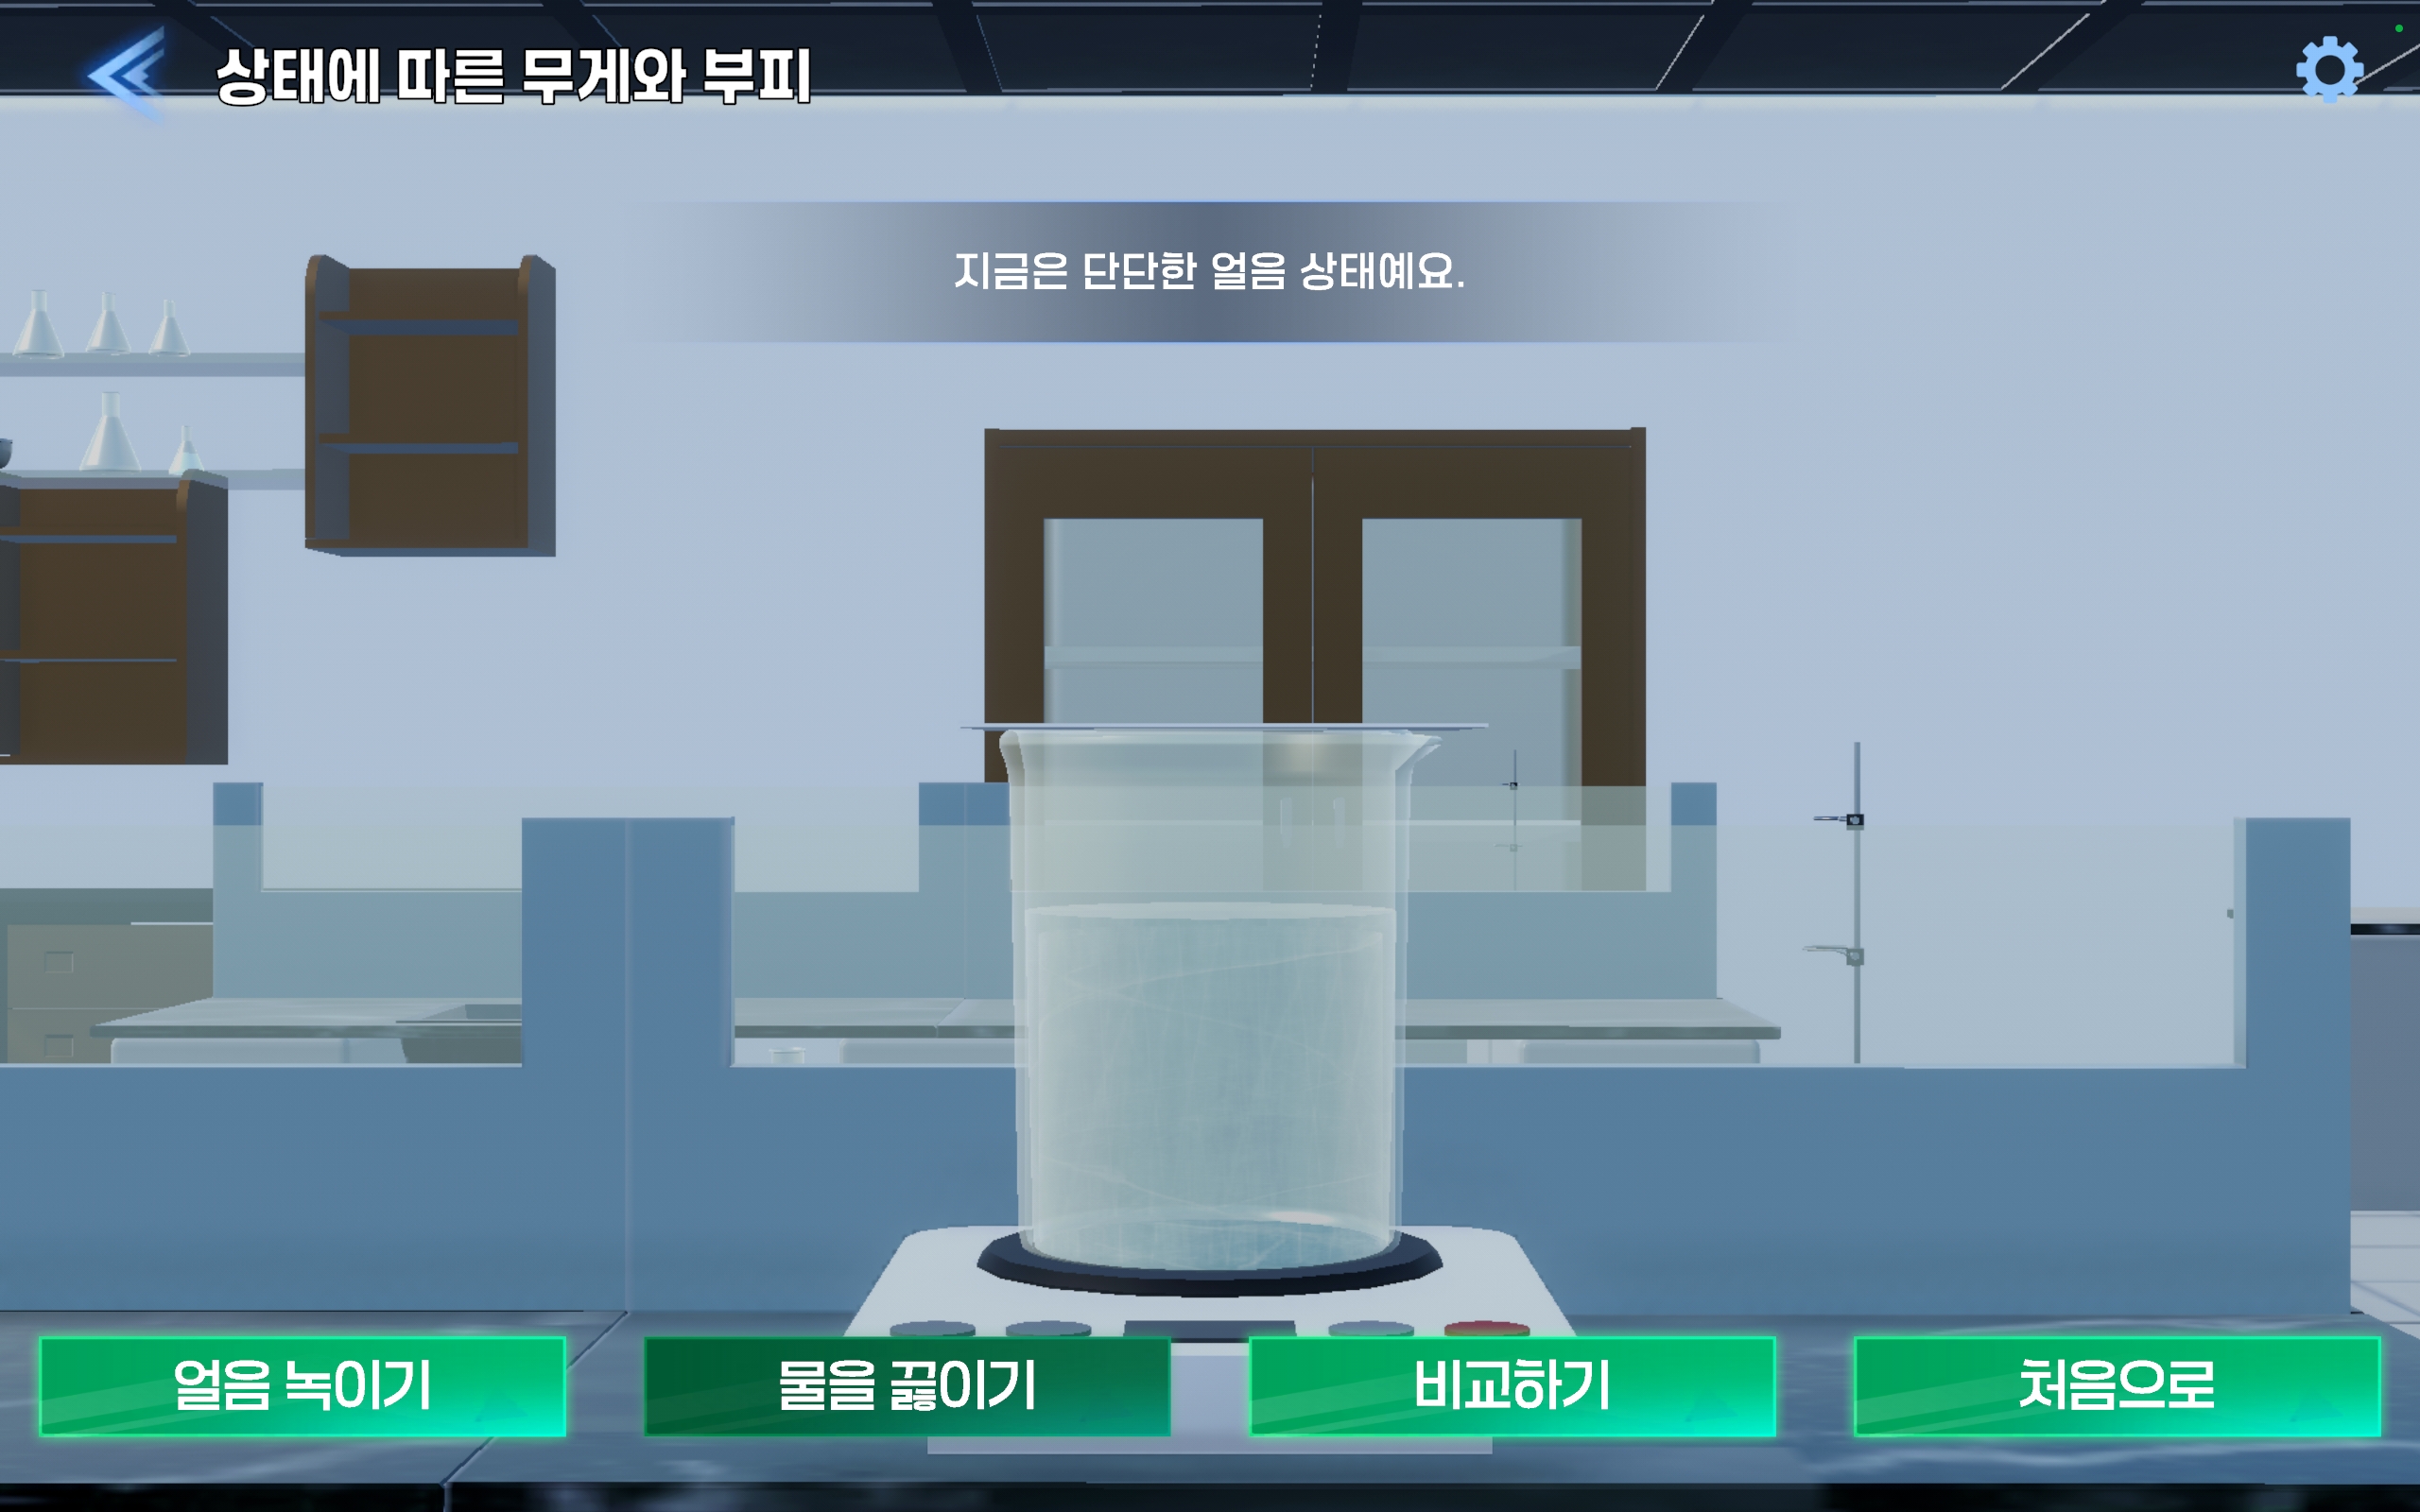 상태에 따른 무게와 부피
지금은 단단한 얼음 상태예요.
얼음 녹이기
물을 끓이기
비교하기
처음으로